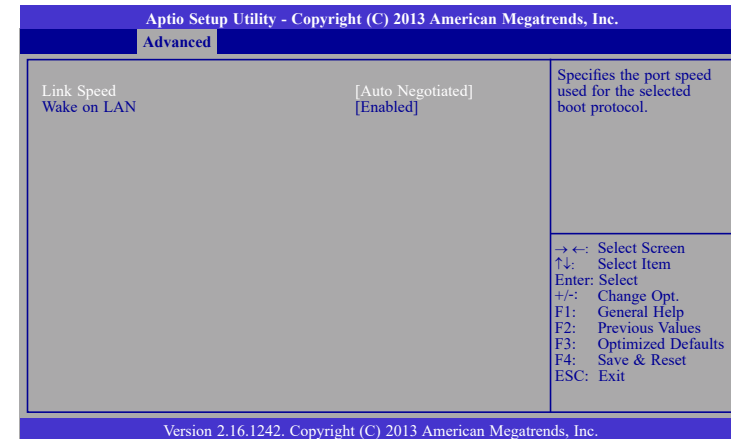 Aptio Setup Utility - Copyright (C) 2013 American Megatrends, Inc.
Advanced
Link Speed [Auto Negotiated]
Wake on LAN [Enabled]
Specifies the port speed
used for the selected
boot protocol.
→ ←: Select Screen
↑↓: Select Item
Enter: Select
+/-: Change Opt.
F1: General Help
F2: Previous Values
F3: Optimized Defaults
F4: Save & Reset
ESC: Exit
Version 2.16.1242. Copyright (C) 2013 American Megatrends, Inc.